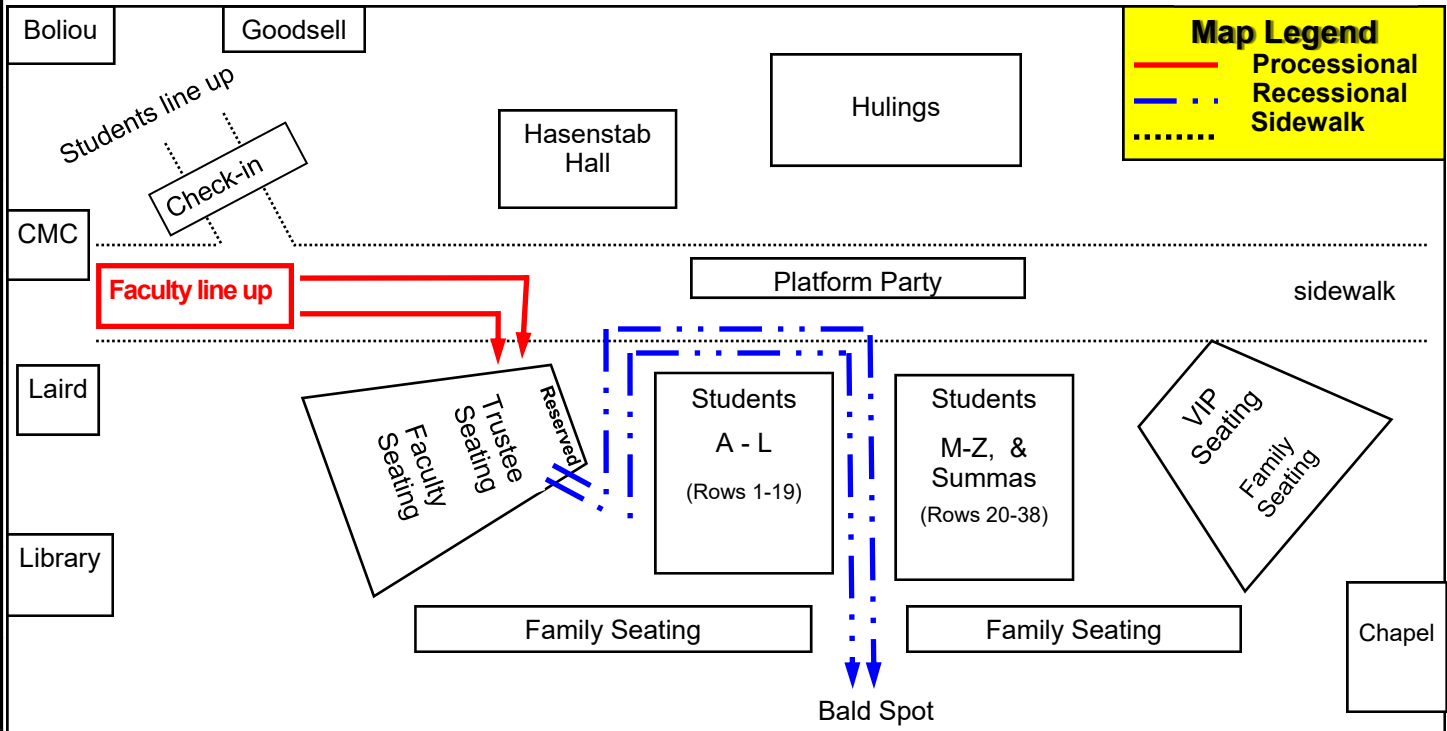 Boliou
Goodsell
Map Legend
Processional
Recessional
Sidewalk
Students line up
Check-in
Hasenstab
Hall
Hulings
CMC
Faculty line up
Platform Party
sidewalk
Laird
Reserved
Trustee
Seating
Faculty
Seating
Students
A - L
(Rows 1-19)
Students
M-Z, &
Summas
(Rows 20-38)
VIP
Seating
Family
Seating
Library
Family Seating
Family Seating
Chapel
Bald Spot